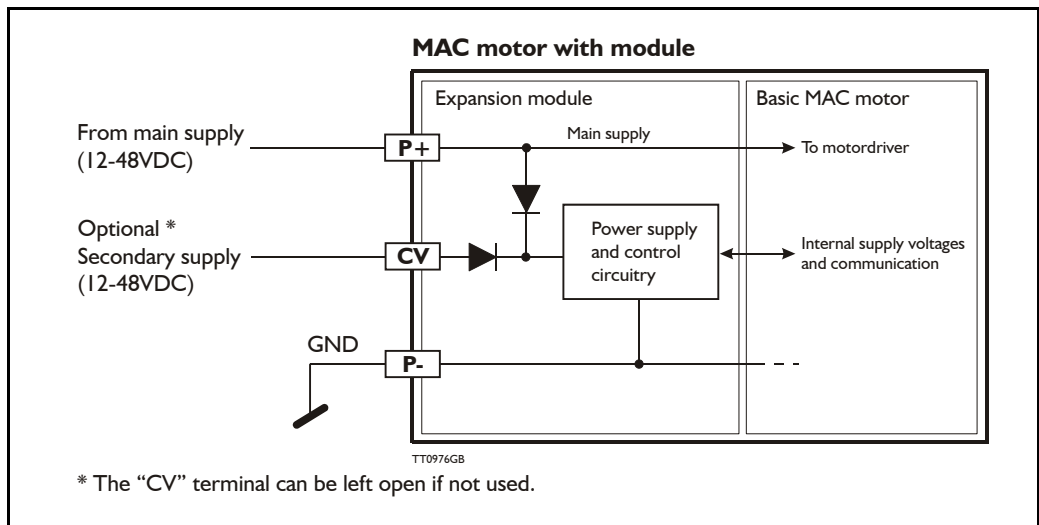 MAC motor with module
Expansion module
Basic MAC motor
From main supply
(12-48VDC)
P+
Main supply
To motordriver
Optional *
Secondary supply
(12-48VDC)
CV
Power supply
and control
circuitry
Internal supply voltages
and communication
GND
P-
TT0976GB
* The “CV” terminal can be left open if not used.